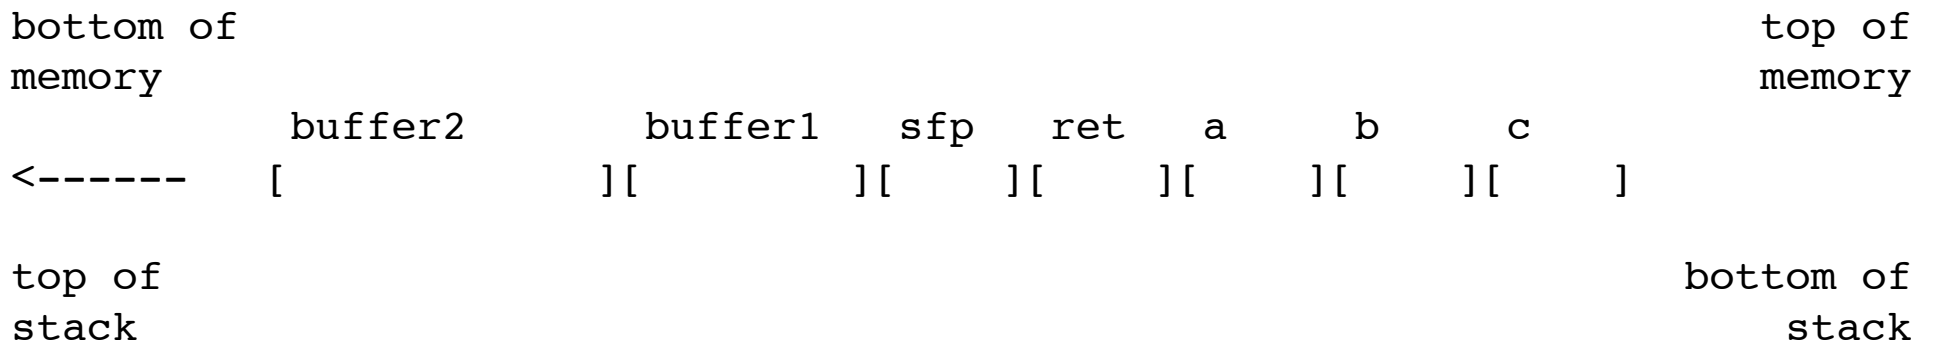 bottom of                                                            top of
memory                                                               memory
           buffer2       buffer1   sfp   ret   a     b     c
<------   [            ][        ][    ][    ][    ][    ][    ]
top of                                                            bottom of
stack                                                                 stack